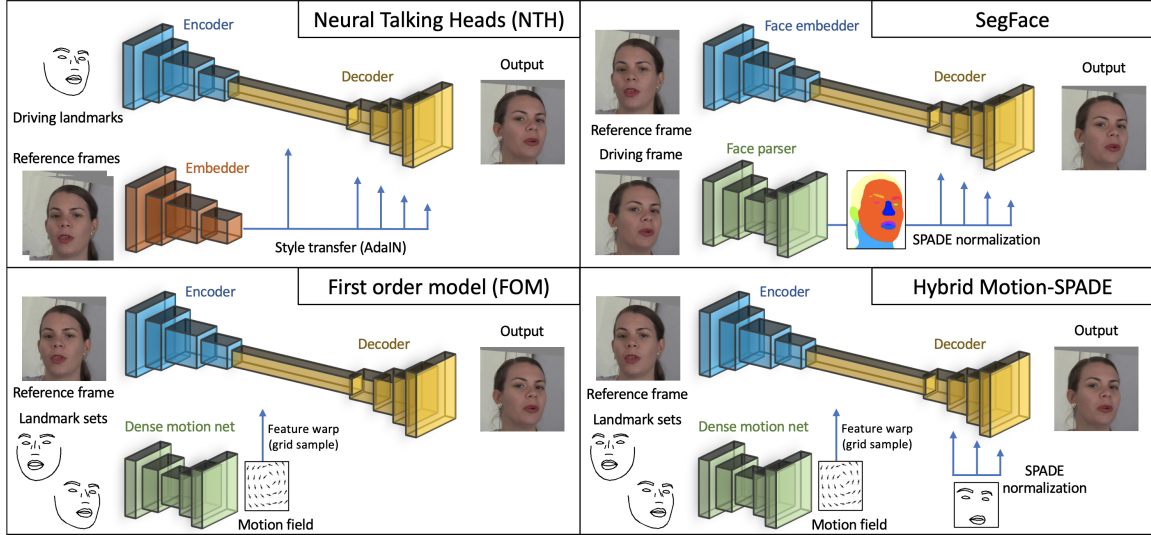 Neural Talking Heads (NTH)
Encoder
Decoder
Output
Driving landmarks
Reference frames
Embedder
Style transfer (AdaIN)
SegFace
Face embedder
Decoder
Output
Reference frame
Driving frame
Face parser
SPADE normalization
First order model (FOM)
Encoder
Decoder
Output
Reference frame
Landmark sets
Dense motion net
Feature warp
(grid sample)
Motion field
Hybrid Motion-SPADE
Encoder
Decoder
Output
Reference frame
Landmark sets
Dense motion net
Feature warp
(grid sample)
Motion field
SPADE
normalization